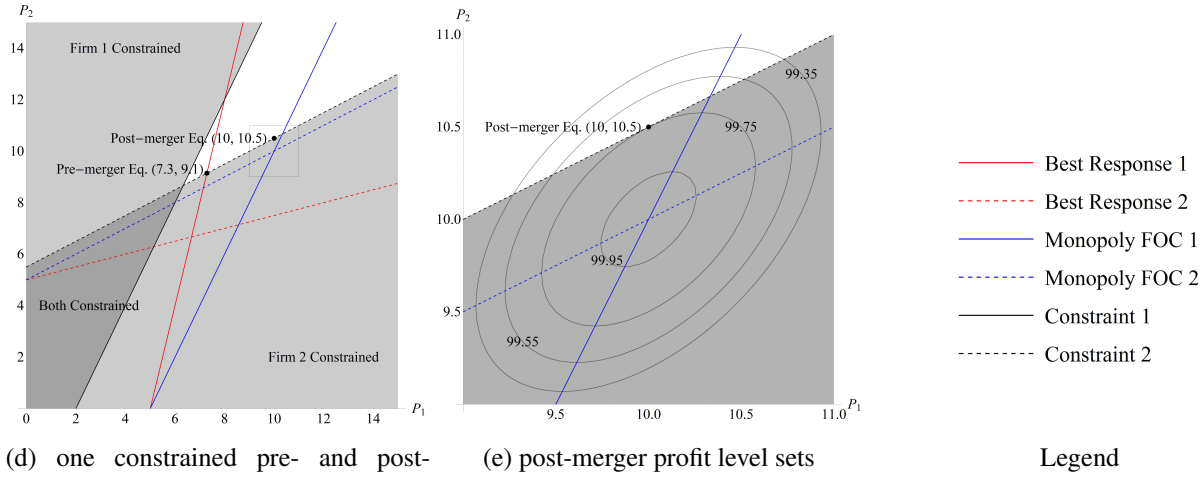 P2
14
12
10
8
6
4
2
0
2
4
6
8
10
12
14
P1
Firm 1 Constrained
Post−merger Eq. (10, 10.5)
Pre−merger Eq. (7.3, 9.1)
Both Constrained
Firm 2 Constrained
(d) one constrained pre- and post-
P2
11.0
10.5
10.0
9.5
9.5
10.0
10.5
11.0
P1
99.35
99.75
Post−merger Eq. (10, 10.5)
99.95
99.55
(e) post-merger profit level sets
Best Response 1
Best Response 2
Monopoly FOC 1
Monopoly FOC 2
Constraint 1
Constraint 2
Legend